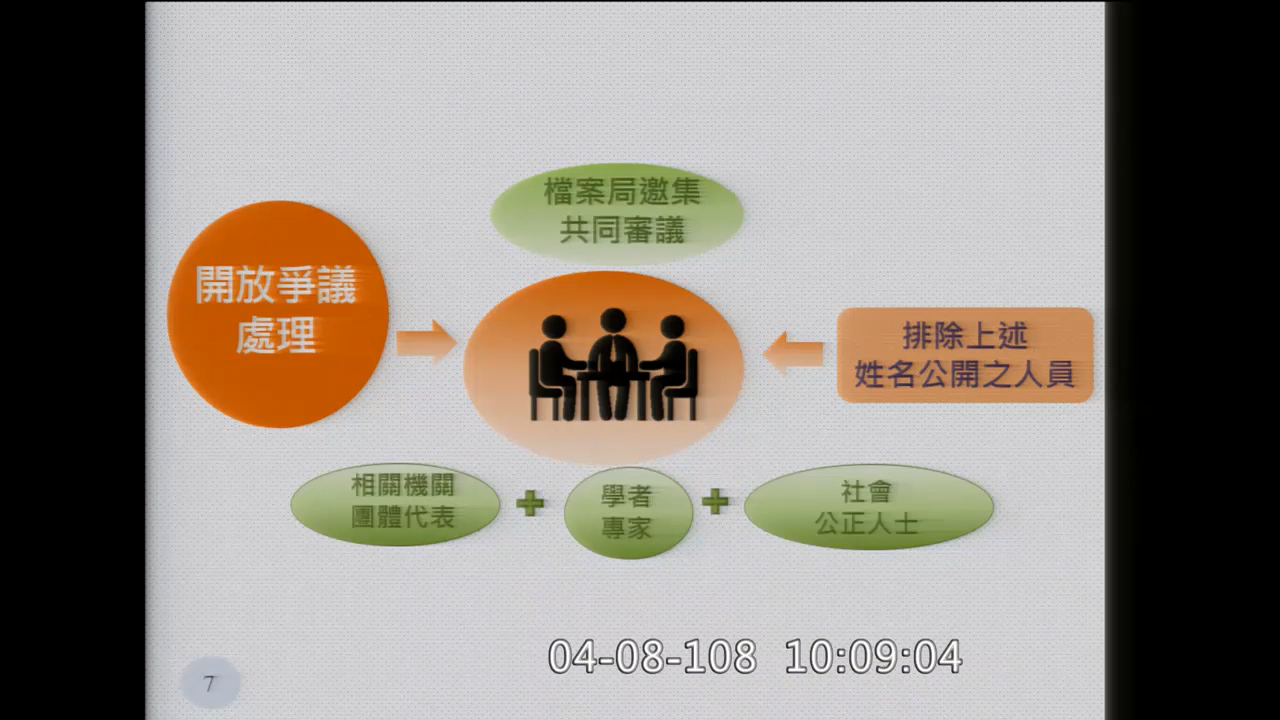 檔案局邀集
共同審議
開放爭議
處理
排除上述
姓名公開之人員
相關機關
團體代表
學者
專家
社會
公正人士
04-08-108 10:09:04
7